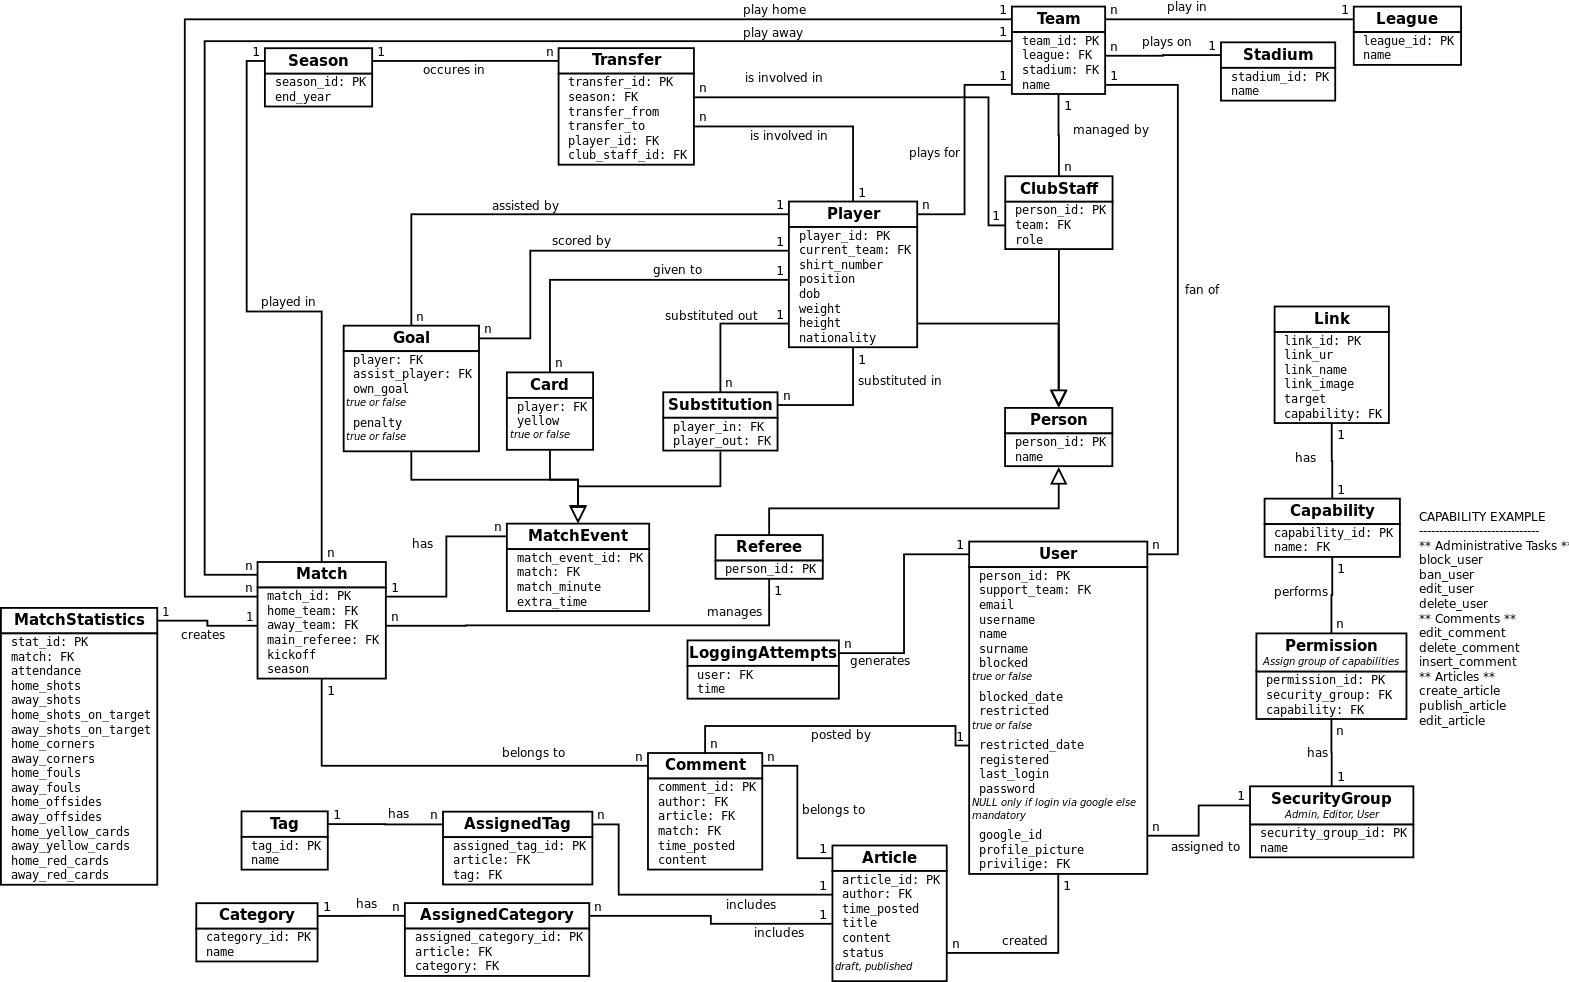 play home
1
Team
n
play in
1
League
play away
1
team_id: PK
league: FK
stadium: FK
name
league_id: PK
name
n
plays on
1
Stadium
stadium_id: PK
name
1
Season
1
occures in
n
Transfer
season_id: PK
end_year
transfer_id: PK
season: FK
transfer_from
transfer_to
player_id: FK
club_staff_id: FK
is involved in
n
n
is involved in
1
1
1
managed by
n
plays for
ClubStaff
person_id: PK
team: FK
role
1
1
assisted by
1
Player
n
player_id: PK
current_team: FK
shirt_number
position
dob
weight
height
nationality
scored by
1
given to
1
fan of
played in
substituted out
1
n
Goal
n
player: FK
assist_player: FK
own_goal
true or false
penalty
true or false
n
Card
player: FK
yellow
true or false
1
substituted in
n
Substitution
n
player_in: FK
player_out: FK
Person
person_id: PK
name
Link
link_id: PK
link_ur
link_name
link_image
target
capability: FK
1
has
1
Capability
capability_id: PK
name: FK
CAPABILITY EXAMPLE
------------------------------
** Administrative Tasks **
block_user
ban_user
edit_user
delete_user
** Comments **
edit_comment
delete_comment
insert_comment
** Articles **
create_article
publish_article
edit_article
has
n
MatchEvent
match_event_id: PK
match: FK
match_minute
extra_time
Referee
person_id: PK
1
manages
1
User
n
person_id: PK
support_team: FK
email
username
name
surname
blocked
true or false
blocked_date
restricted
true or false
restricted_date
registered
last_login
password
NULL only if login via google else
mandatory
google_id
profile_picture
privilige: FK
1
performs
n
Permission
Assign group of capabilities
permission_id: PK
security_group: FK
capability: FK
n
has
1
n
n
n
Match
match_id: PK
home_team: FK
away_team: FK
main_referee: FK
kickoff
season
1
n
MatchStatistics
1
creates
1
stat_id: PK
match: FK
attendance
home_shots
away_shots
home_shots_on_target
away_shots_on_target
home_corners
away_corners
home_fouls
away_fouls
home_offsides
away_offsides
home_yellow_cards
away_yellow_cards
home_red_cards
away_red_cards
1
LoggingAttempts
n
generates
user: FK
time
posted by
1
n
belongs to
n
Comment
n
comment_id: PK
author: FK
article: FK
match: FK
time_posted
content
belongs to
1
SecurityGroup
Admin, Editor, User
security_group_id: PK
name
1
n
assigned to
Tag
1
has
n
AssignedTag
n
tag_id: PK
name
assigned_tag_id: PK
article: FK
tag: FK
Article
article_id: PK
author: FK
time_posted
title
content
status
draft, published
1
includes
1
includes
1
n
created
Category
1
has
n
AssignedCategory
n
category_id: PK
name
assigned_category_id: PK
article: FK
category: FK